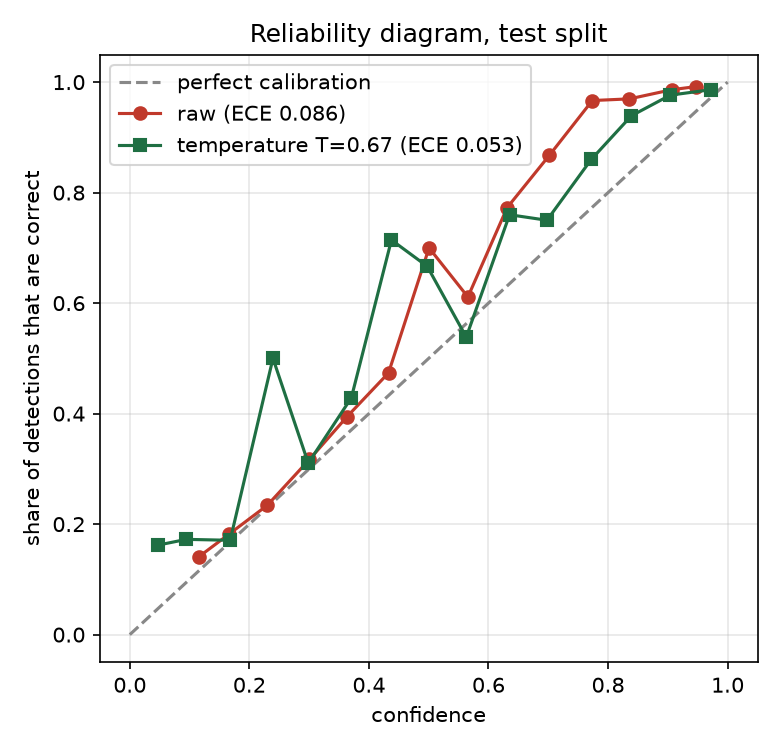 Reliability diagram, test split
perfect calibration
raw (ECE 0.086)
temperature T=0.67 (ECE 0.053)
share of detections that are correct
1.0
0.8
0.6
0.4
0.2
0.0
0.0 0.2 0.4 0.6 0.8 1.0
confidence